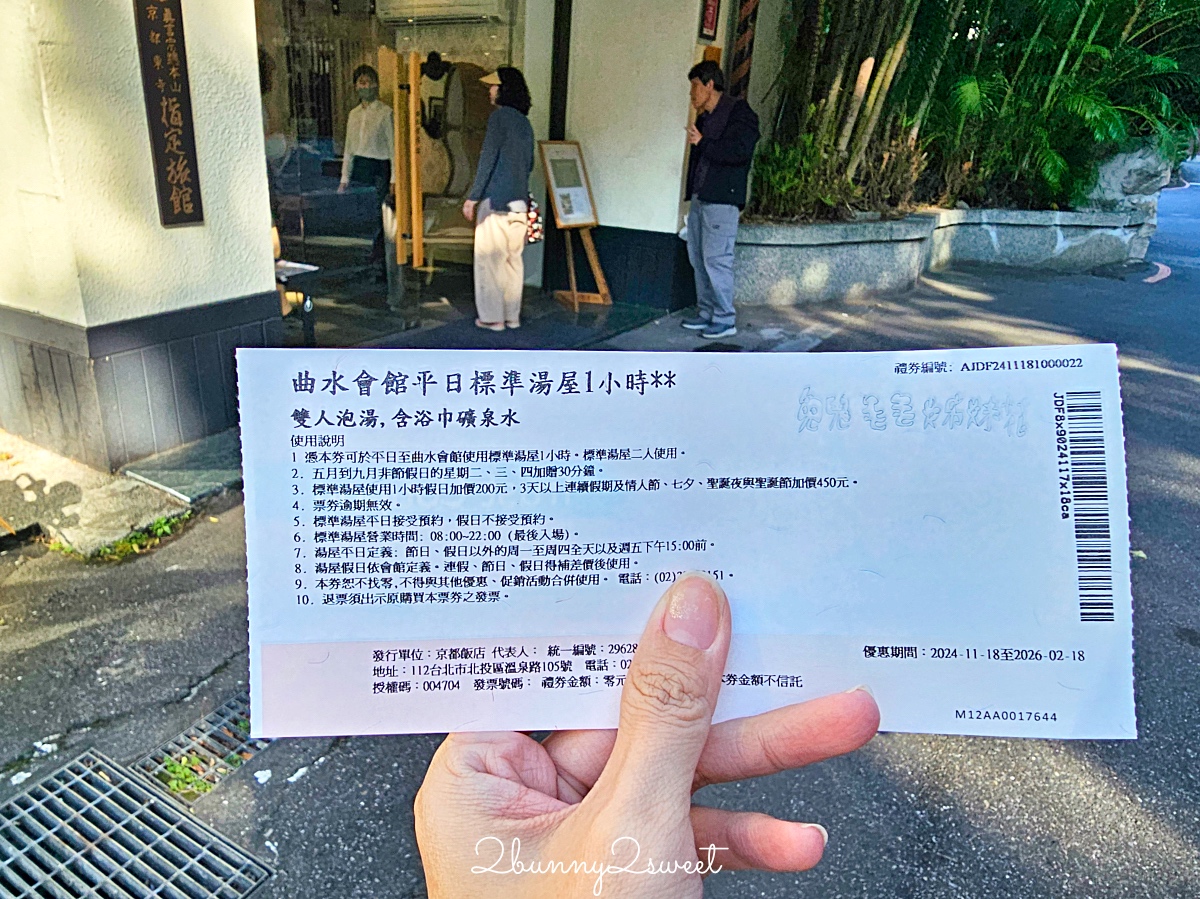 真言宗總本山
京都東寺
指定旅館
曲水會館平日標準湯屋1小時**
禮券編號: AJDF2411181000022
雙人泡湯,含浴巾礦泉水
使用說明
1 憑本券可於平日至曲水會館使用標準湯屋1小時。標準湯屋二人使用。
2. 五月到九月非節假日的星期二、三、四加贈30分鐘。
3. 標準湯屋使用1小時假日加價200元，3天以上連續假期及情人節、七夕、聖誕夜與聖誕節加價450元。
4. 票券逾期無效。
5. 標準湯屋平日接受預約，假日不接受預約。
6. 標準湯屋營業時間: 08:00~22:00 (最後入場)。
7. 湯屋平日定義: 節日、假日以外的周一至周四全天以及週五下午15:00前。
8. 湯屋假日依會館定義。連假、節日、假日得補差價後使用。
9. 本券恕不找零,不得與其他優惠、促銷活動合併使用。 電話：(02)2 151。
10. 退票須出示原購買本票券之發票。
JDF8x9024117x18ca
發行單位：京都飯店 代表人： 統一編號：29628
優惠期間：2024-11-18至2026-02-18
地址：112台北市北投區溫泉路105號 電話：02
授權碼：004704 發票號碼： 禮券金額：零元 本券金額不信託
M12AA0017644
2bunny2sweet